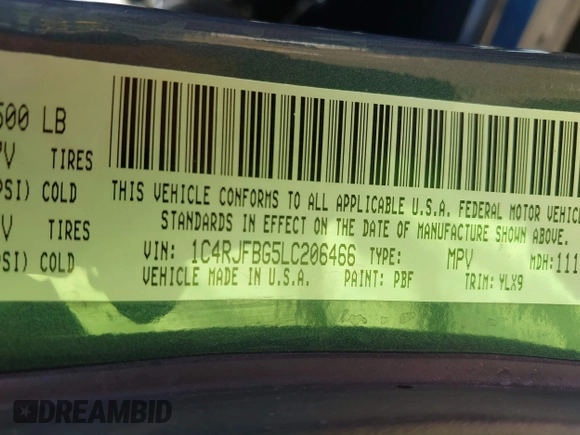 500 LB
TIRES
PSI) COLD
THIS VEHICLE CONFORMS TO ALL APPLICABLE U.S.A. FEDERAL MOTOR VEHIC
STANDARDS IN EFFECT ON THE DATE OF MANUFACTURE SHOWN ABOVE.
TIRES
VIN: 1C4RJFBG5LC206466 TYPE: MPV MDH:111
PSI) COLD
VEHICLE MADE IN U.S.A. PAINT: PBF TRIM: YLX9
DREAMBID